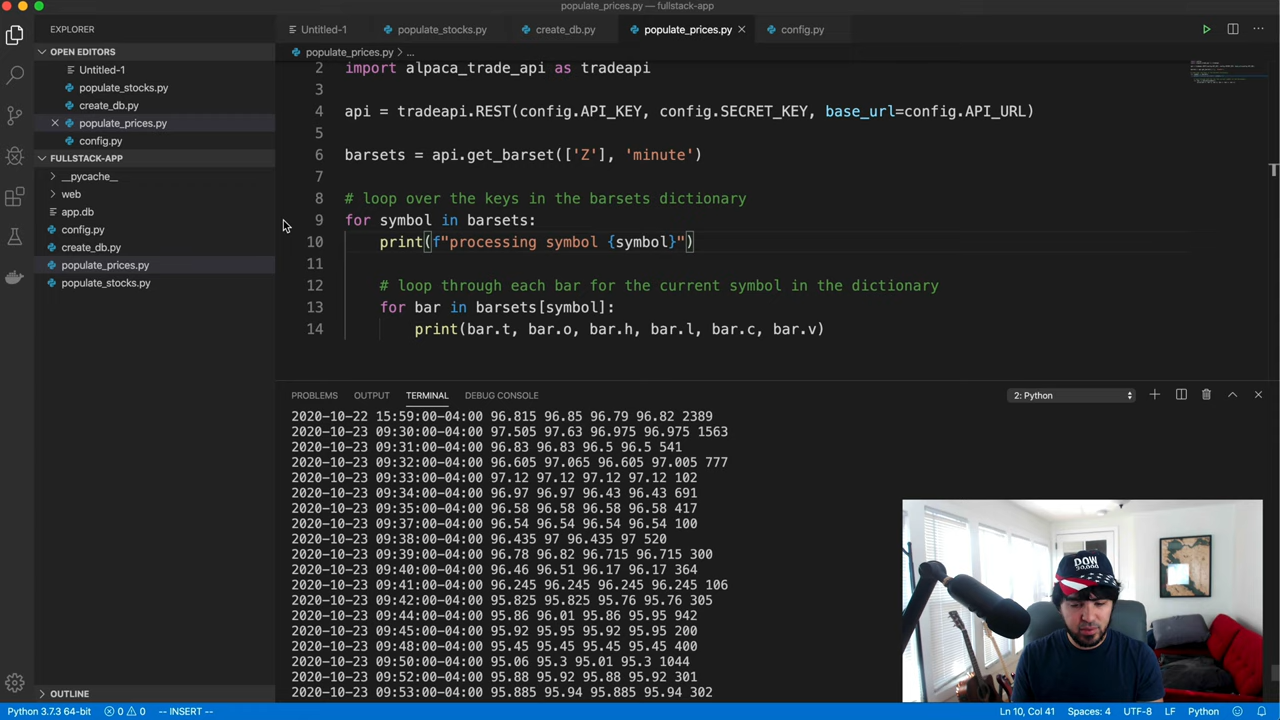 populate_prices.py — fullstack-app
EXPLORER
Untitled-1
populate_stocks.py
create_db.py
populate_prices.py
config.py
OPEN EDITORS
Untitled-1
populate_stocks.py
create_db.py
populate_prices.py
config.py
FULLSTACK-APP
__pycache__
web
app.db
config.py
create_db.py
populate_prices.py
populate_stocks.py
OUTLINE
populate_prices.py > ...
2 import alpaca_trade_api as tradeapi
3
4 api = tradeapi.REST(config.API_KEY, config.SECRET_KEY, base_url=config.API_URL)
5
6 barsets = api.get_barset(['Z'], 'minute')
7
8 # loop over the keys in the barsets dictionary
9 for symbol in barsets:
10 print(f"processing symbol {symbol}")
11
12 # loop through each bar for the current symbol in the dictionary
13 for bar in barsets[symbol]:
14 print(bar.t, bar.o, bar.h, bar.l, bar.c, bar.v)
PROBLEMS OUTPUT TERMINAL DEBUG CONSOLE
2: Python
2020-10-22 15:59:00-04:00 96.815 96.85 96.79 96.82 2389
2020-10-23 09:30:00-04:00 97.505 97.63 96.975 96.975 1563
2020-10-23 09:31:00-04:00 96.83 96.83 96.5 96.5 541
2020-10-23 09:32:00-04:00 96.605 97.065 96.605 97.005 777
2020-10-23 09:33:00-04:00 97.12 97.12 97.12 97.12 102
2020-10-23 09:34:00-04:00 96.97 96.97 96.43 96.43 691
2020-10-23 09:35:00-04:00 96.58 96.58 96.58 96.58 417
2020-10-23 09:37:00-04:00 96.54 96.54 96.54 96.54 100
2020-10-23 09:38:00-04:00 96.435 97 96.435 97 520
2020-10-23 09:39:00-04:00 96.78 96.82 96.715 96.715 300
2020-10-23 09:40:00-04:00 96.46 96.51 96.17 96.17 364
2020-10-23 09:41:00-04:00 96.245 96.245 96.245 96.245 106
2020-10-23 09:42:00-04:00 95.825 95.825 95.76 95.76 305
2020-10-23 09:44:00-04:00 95.86 96.01 95.86 95.95 942
2020-10-23 09:45:00-04:00 95.92 95.95 95.92 95.95 200
2020-10-23 09:48:00-04:00 95.45 95.45 95.45 95.45 400
2020-10-23 09:50:00-04:00 95.06 95.3 95.01 95.3 1044
2020-10-23 09:52:00-04:00 95.88 95.92 95.88 95.92 301
2020-10-23 09:53:00-04:00 95.885 95.94 95.885 95.94 302
DOW
Python 3.7.3 64-bit
0
0
-- INSERT --
Ln 10, Col 41
Spaces: 4
UTF-8
LF
Python